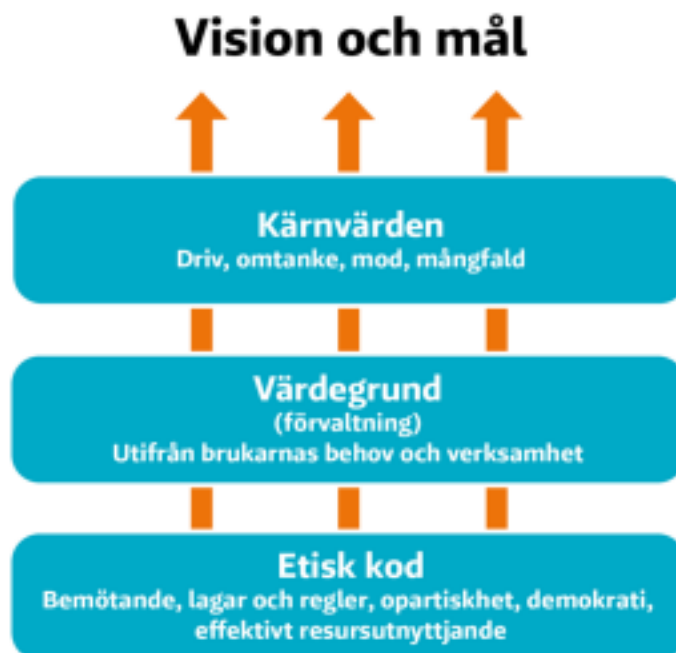 Vision och mål
Kärnvärden
Driv, omtanke, mod, mångfald
Värdegrund
(förvaltning)
Utifrån brukarnas behov och verksamhet
Etisk kod
Bemötande, lagar och regler, opartiskhet, demokrati,
effektivt resursutnyttjande